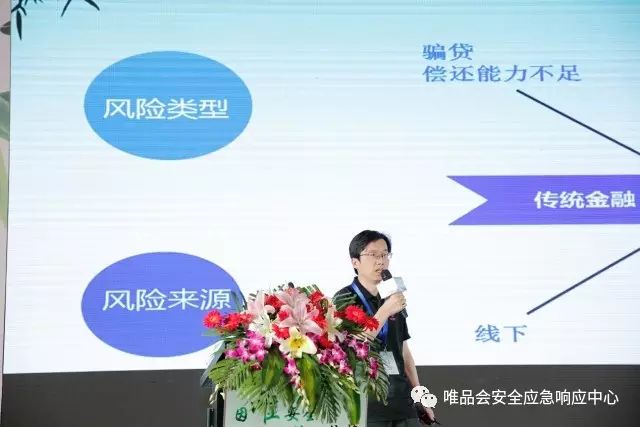 骗贷
偿还能力不足
风险类型
传统金融
风险来源
线下
唯品会安全应急响应中心